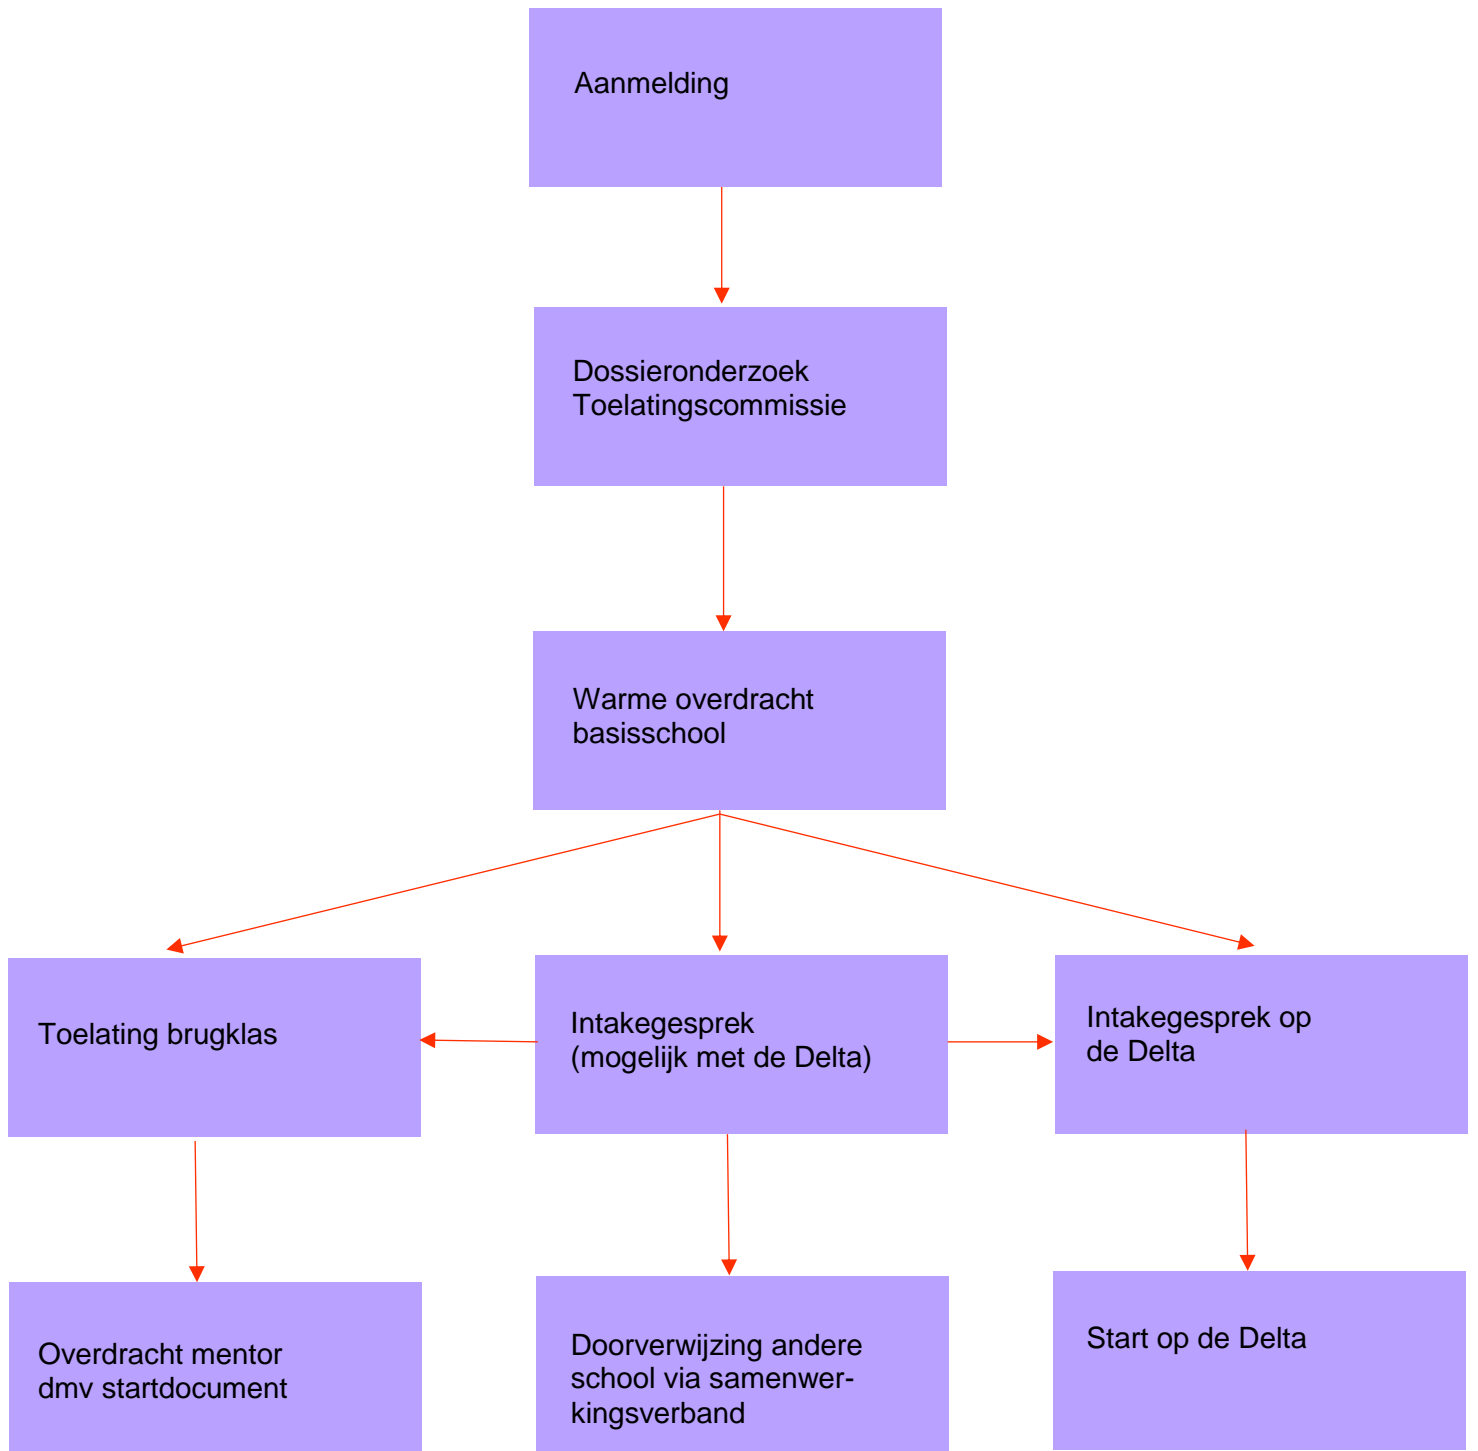 Aanmelding
Dossieronderzoek
Toelatingscommissie
Warme overdracht
basisschool
Toelating brugklas
Intakegesprek
(mogelijk met de Delta)
Intakegesprek op
de Delta
Overdracht mentor
dmv startdocument
Doorverwijzing andere
school via samenwer-
kingsverband
Start op de Delta